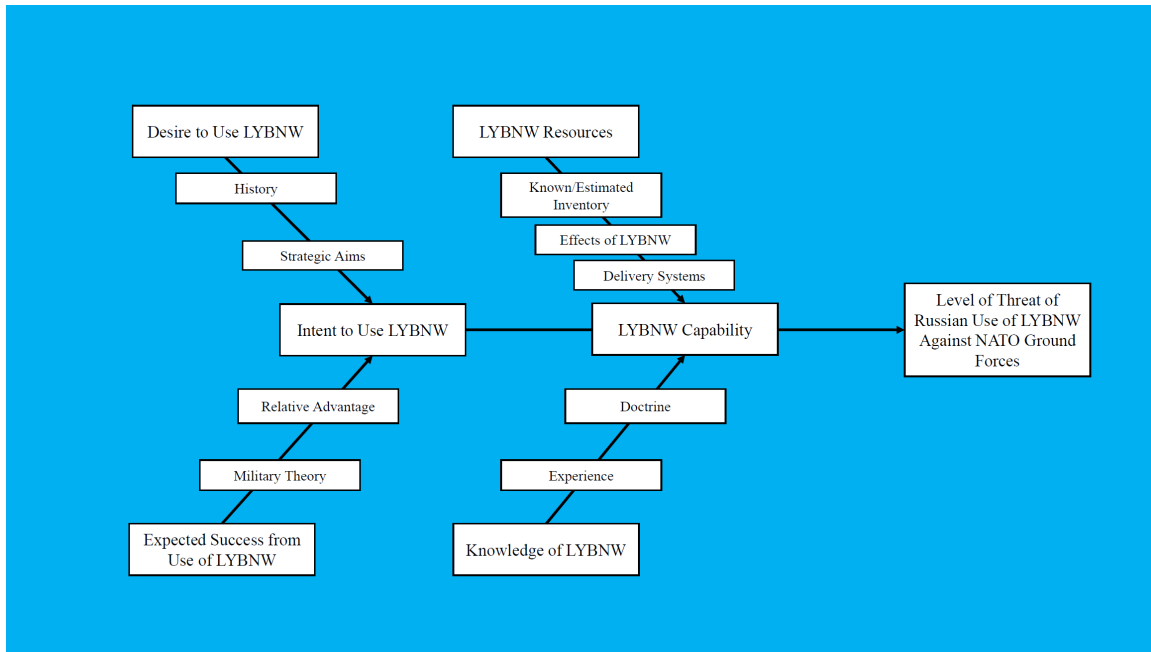 Desire to Use LYBNW
LYBNW Resources
History
Known/Estimated
Inventory
Effects of LYBNW
Strategic Aims
Delivery Systems
Intent to Use LYBNW
LYBNW Capability
Level of Threat of
Russian Use of LYBNW
Against NATO Ground
Forces
Relative Advantage
Doctrine
Military Theory
Experience
Expected Success from
Use of LYBNW
Knowledge of LYBNW